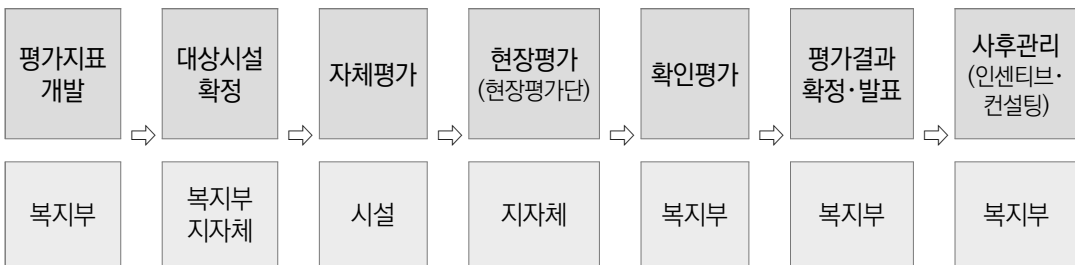 평가지표
개발
대상시설
확정
자체평가
현장평가
(현장평가단)
확인평가
평가결과
확정·발표
사후관리
(인센티브·
컨설팅)
복지부
복지부
지자체
시설
지자체
복지부
복지부
복지부